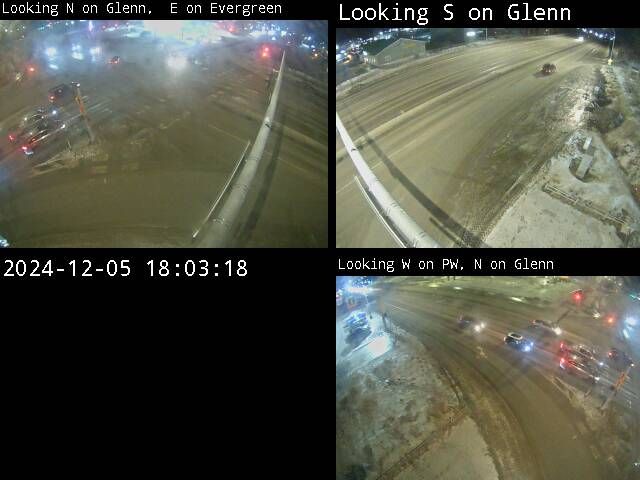 Looking N on Glenn,  E on Evergreen
Looking S on Glenn
2024-12-05 18:03:18
Looking W on PW, N on Glenn